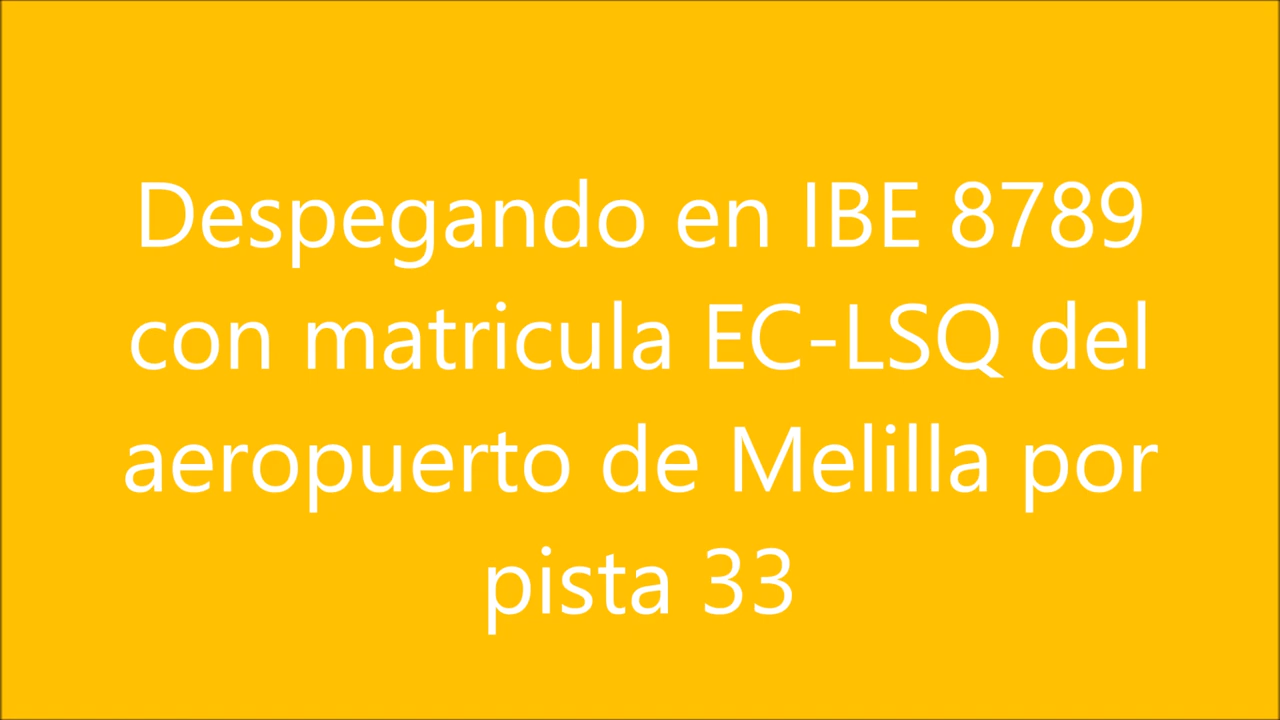 Despegando en IBE 8789
con matricula EC-LSQ del
aeropuerto de Melilla por
pista 33